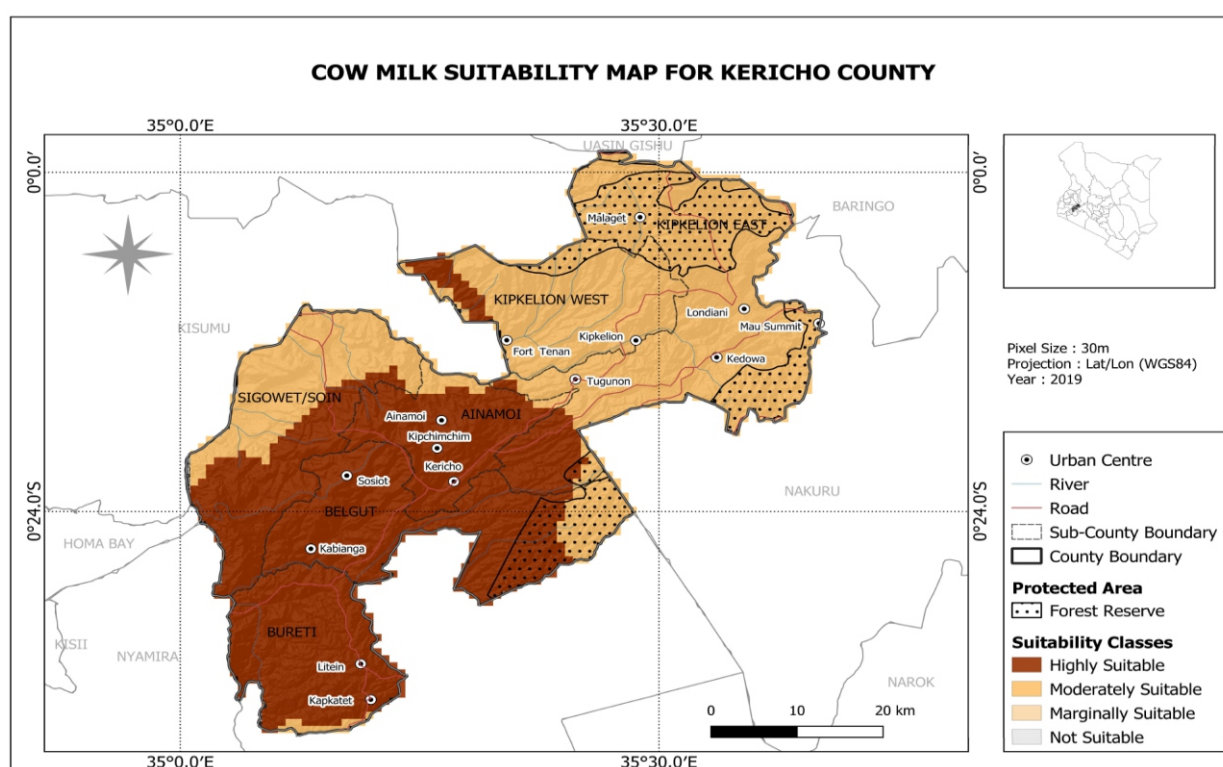 COW MILK SUITABILITY MAP FOR KERICHO COUNTY
35°0.0'E
35°30.0'E
UASIN GISHU
0°0.0'
0°0.0'
BARINGO
Malaget
KIPKELION EAST
KIPKELION WEST
Londiani
Mau Summit
KISUMU
Fort Tenan
Kipkelion
Kedowa
Tugunon
SIGOWET/SOIN
Ainamoi
AINAMOI
Kipchimchim
Kericho
Sosiot
NAKURU
BELGUT
0°24.0'S
0°24.0'S
HOMA BAY
Kabianga
BURETI
KISII
NYAMIRA
Litein
NAROK
Kapkatet
0
10
20 km
35°0.0'E
35°30.0'E
Pixel Size : 30m
Projection : Lat/Lon (WGS84)
Year : 2019
Urban Centre
River
Road
Sub-County Boundary
County Boundary
Protected Area
Forest Reserve
Suitability Classes
Highly Suitable
Moderately Suitable
Marginally Suitable
Not Suitable